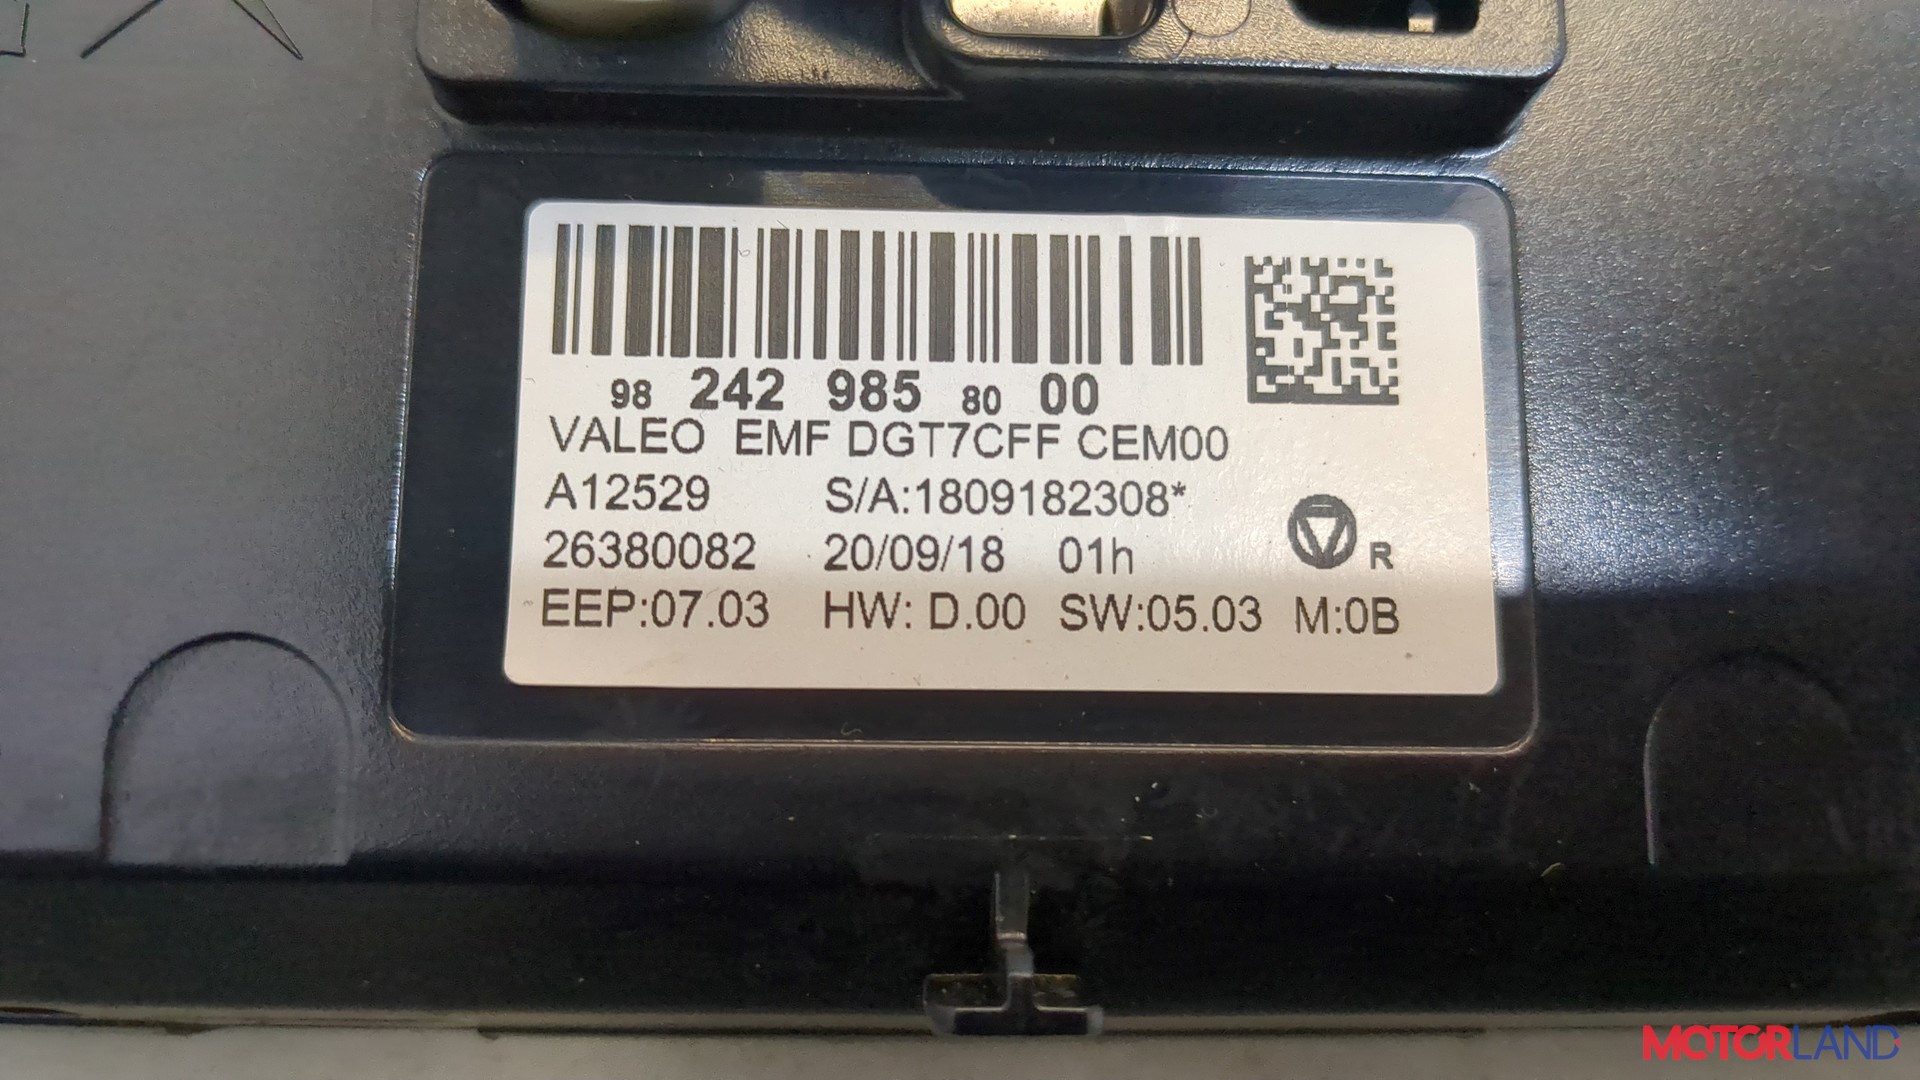 98 242 985 80 00
VALEO EMF DGT7CFF CEM00
A12529 S/A:1809182308*
26380082 20/09/18 01h R
EEP:07.03 HW: D.00 SW:05.03 M:0B
MOTORLAND